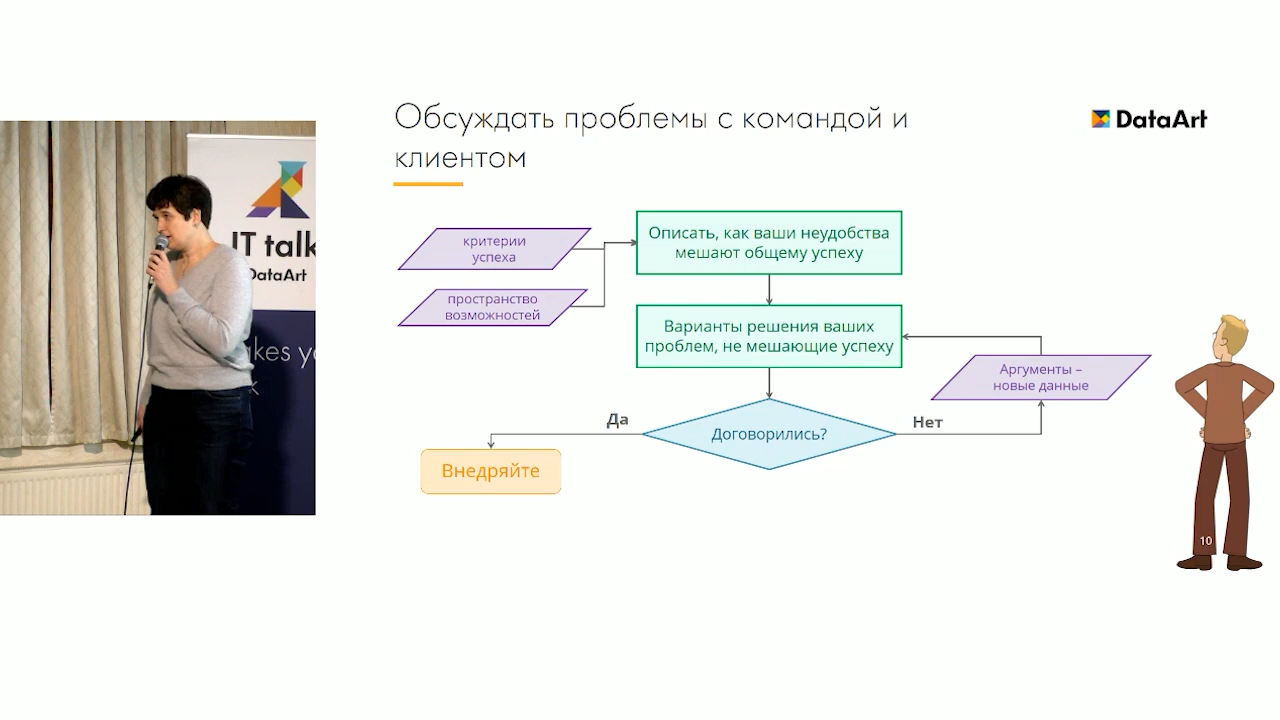 Обсуждать проблемы с командой и
клиентом
DataArt
IT talk
DataArt
критерии
успеха
пространство
возможностей
Описать, как ваши неудобства
мешают общему успеху
Варианты решения ваших
проблем, не мешающие успеху
Аргументы –
новые данные
Да
Договорились?
Нет
Внедряйте
10